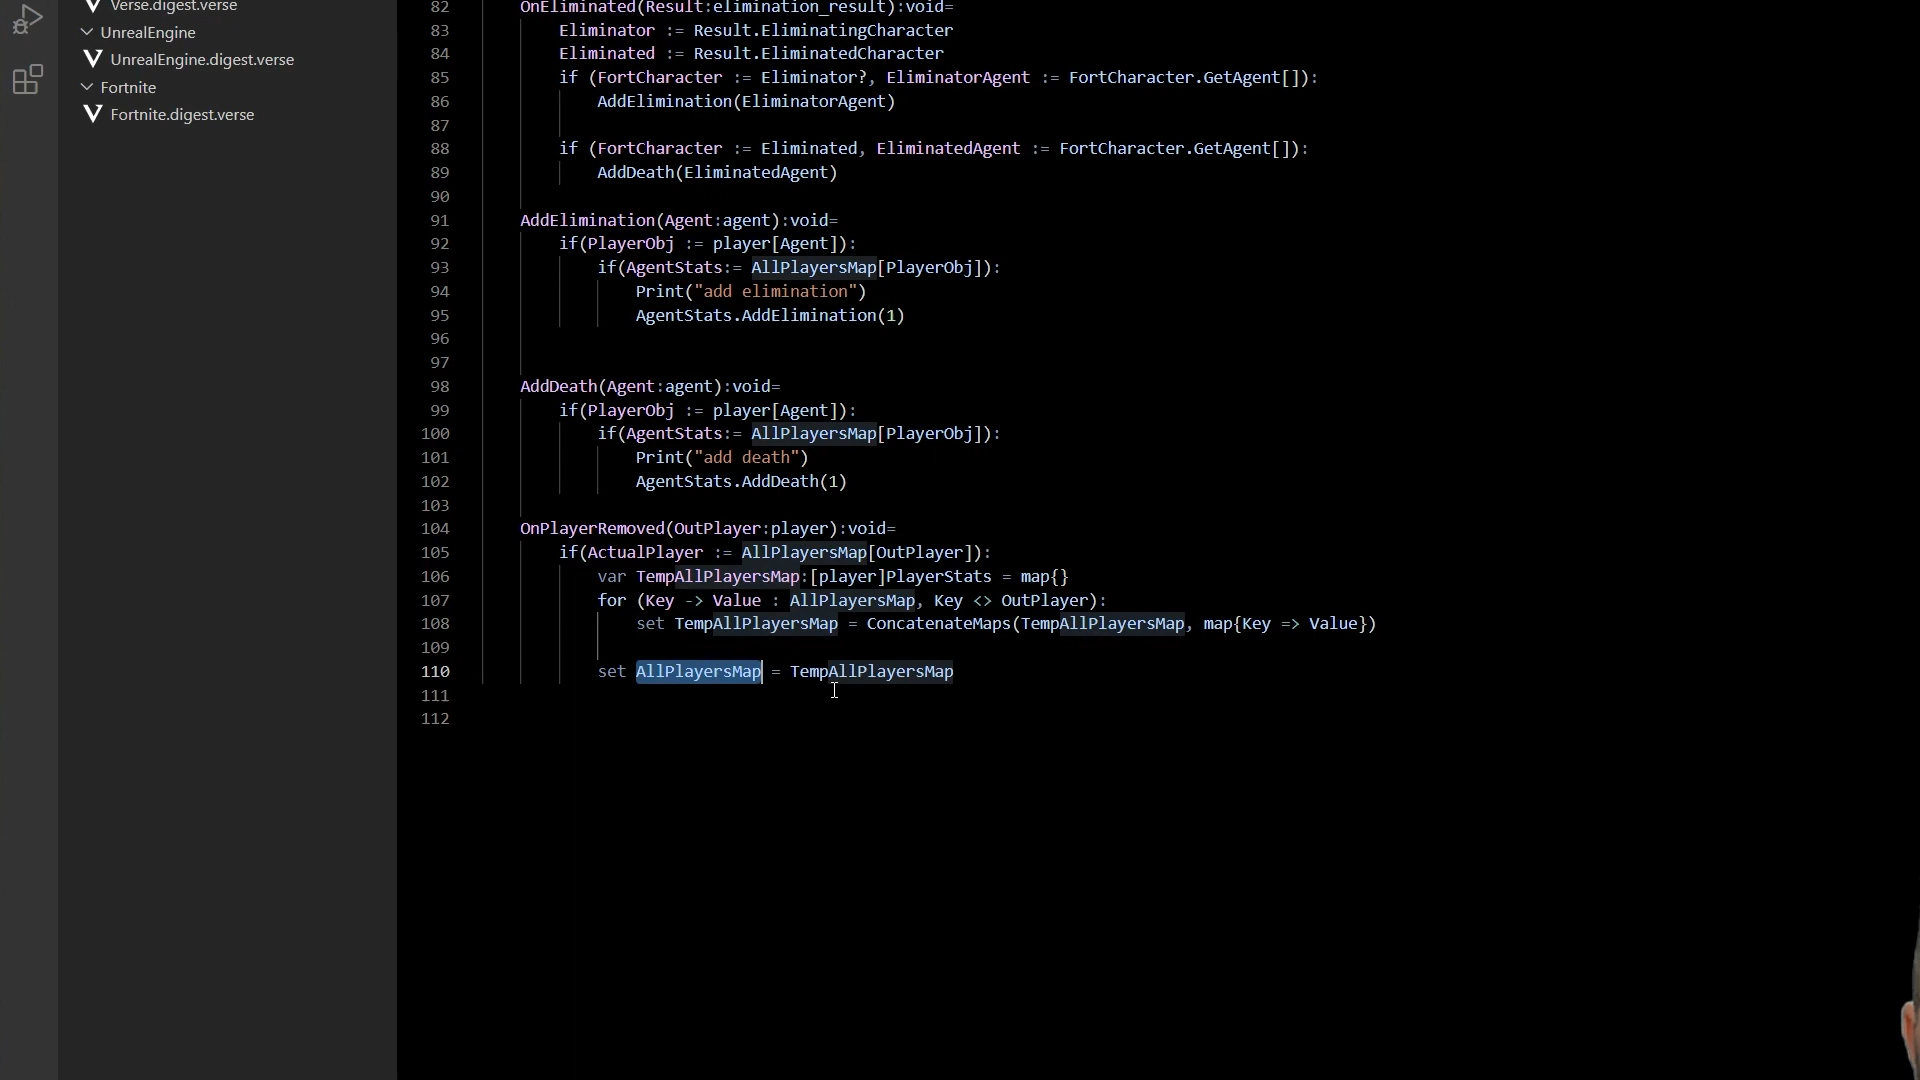 Verse.digest.verse
UnrealEngine
UnrealEngine.digest.verse
Fortnite
Fortnite.digest.verse
82 OnEliminated(Result:elimination_result):void=
83 Eliminator := Result.EliminatingCharacter
84 Eliminated := Result.EliminatedCharacter
85 if (FortCharacter := Eliminator?, EliminatorAgent := FortCharacter.GetAgent[]):
86 AddElimination(EliminatorAgent)
87
88 if (FortCharacter := Eliminated, EliminatedAgent := FortCharacter.GetAgent[]):
89 AddDeath(EliminatedAgent)
90
91 AddElimination(Agent:agent):void=
92 if(PlayerObj := player[Agent]):
93 if(AgentStats:= AllPlayersMap[PlayerObj]):
94 Print("add elimination")
95 AgentStats.AddElimination(1)
96
97
98 AddDeath(Agent:agent):void=
99 if(PlayerObj := player[Agent]):
100 if(AgentStats:= AllPlayersMap[PlayerObj]):
101 Print("add death")
102 AgentStats.AddDeath(1)
103
104 OnPlayerRemoved(OutPlayer:player):void=
105 if(ActualPlayer := AllPlayersMap[OutPlayer]):
106 var TempAllPlayersMap:[player]PlayerStats = map{}
107 for (Key -> Value : AllPlayersMap, Key <> OutPlayer):
108 set TempAllPlayersMap = ConcatenateMaps(TempAllPlayersMap, map{Key => Value})
109
110 set AllPlayersMap = TempAllPlayersMap
111
112